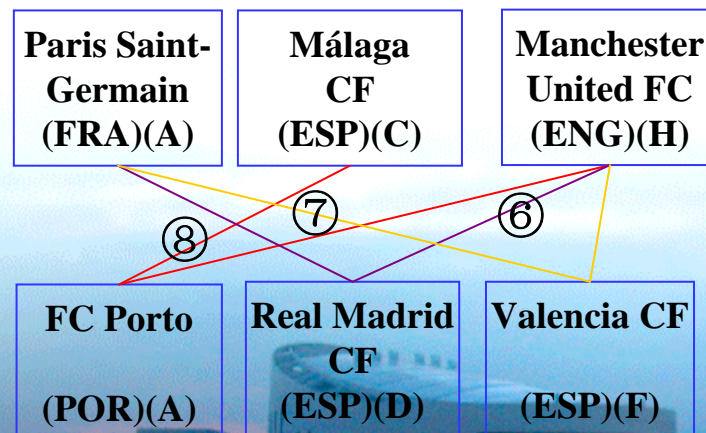 Paris Saint-
Germain
(FRA)(A)
Málaga
CF
(ESP)(C)
Manchester
United FC
(ENG)(H)
⑧
⑦
⑥
FC Porto
(POR)(A)
Real Madrid
CF
(ESP)(D)
Valencia CF
(ESP)(F)